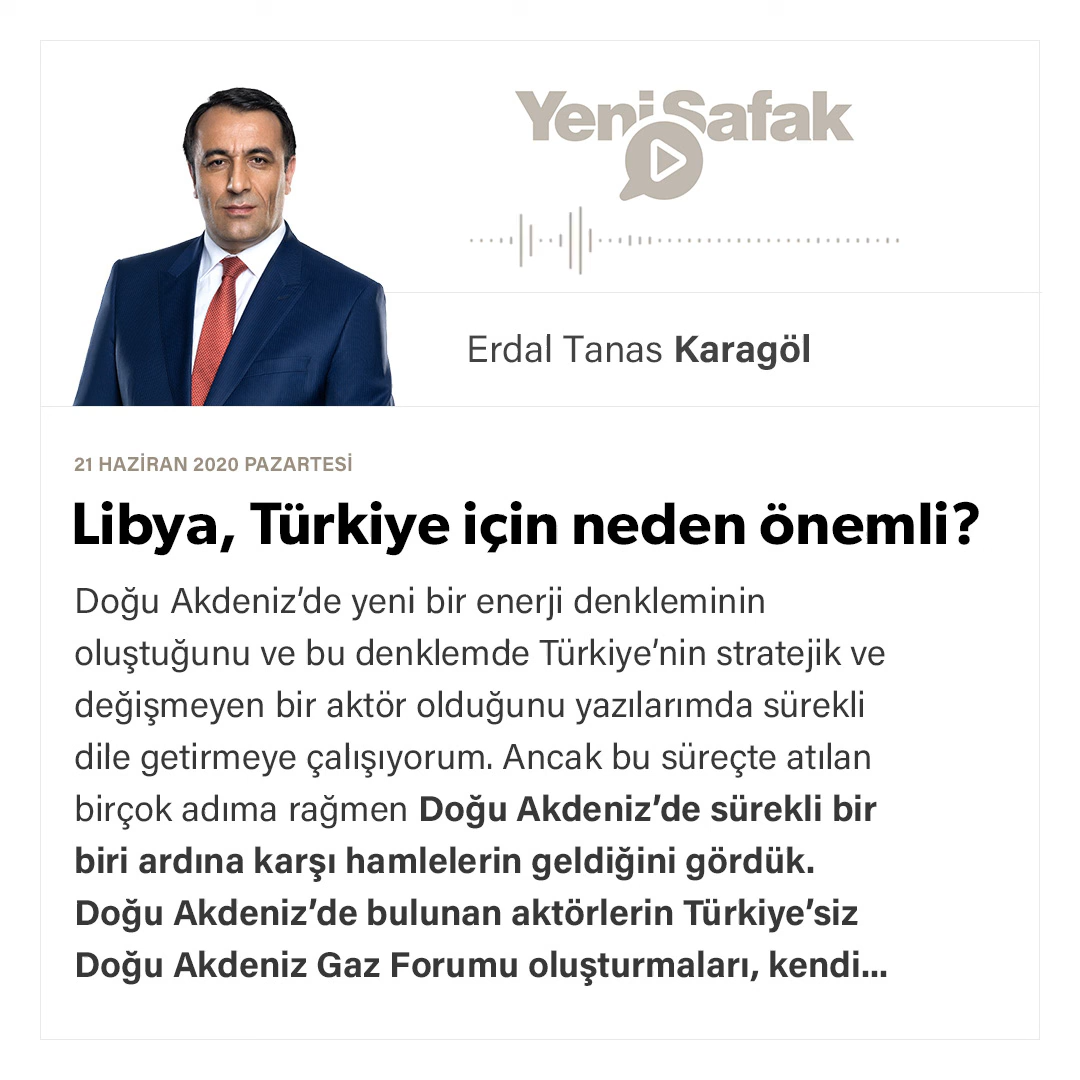 YeniŞafak
Erdal Tanas Karagöl
21 HAZİRAN 2020 PAZARTESİ
Libya, Türkiye için neden önemli?
Doğu Akdeniz’de yeni bir enerji denkleminin
oluştuğunu ve bu denklemde Türkiye’nin stratejik ve
değişmeyen bir aktör olduğunu yazılarımda sürekli
dile getirmeye çalışıyorum. Ancak bu süreçte atılan
birçok adıma rağmen Doğu Akdeniz’de sürekli bir
biri ardına karşı hamlelerin geldiğini gördük.
Doğu Akdeniz’de bulunan aktörlerin Türkiye’siz
Doğu Akdeniz Gaz Forumu oluşturmaları, kendi...